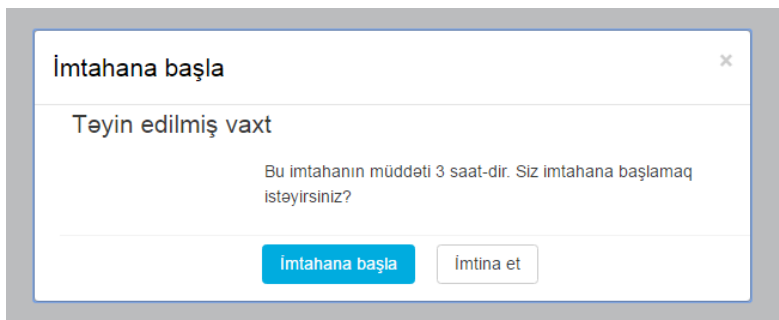 İmtahana başla
×
Təyin edilmiş vaxt
Bu imtahanın müddəti 3 saat-dir. Siz imtahana başlamaq
istəyirsiniz?
İmtahana başla İmtina et